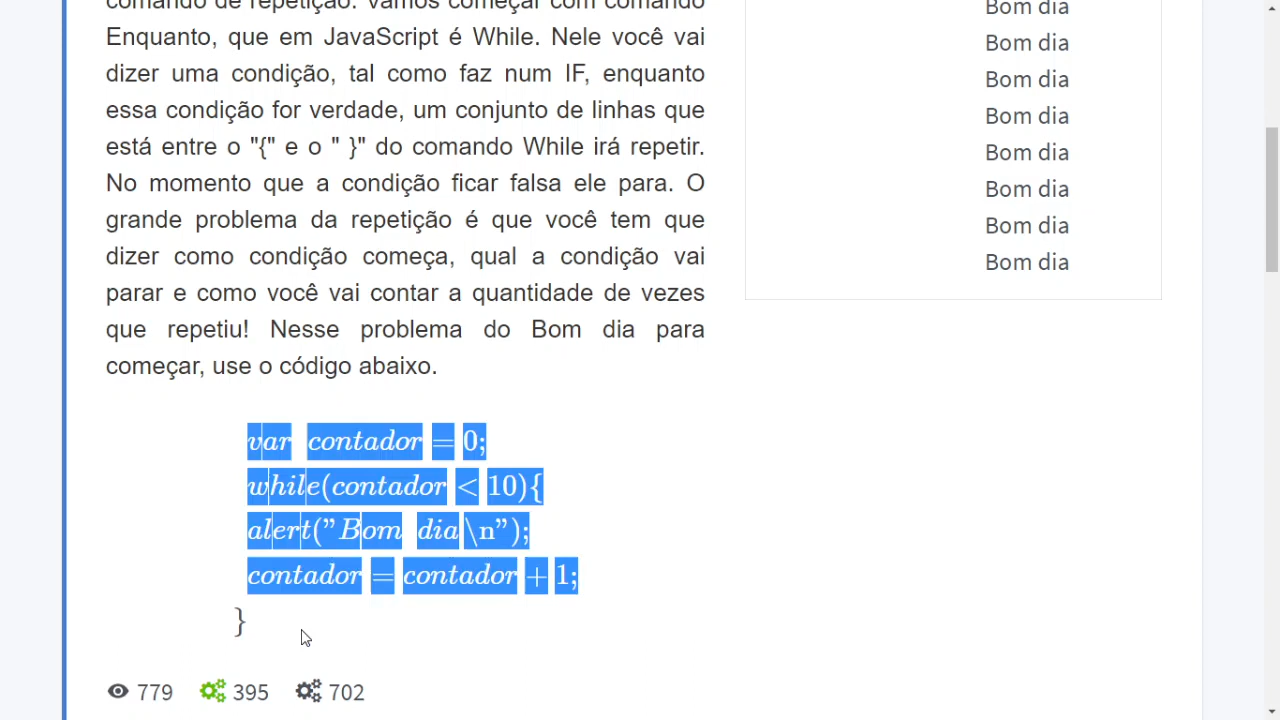 comando de repetição. Vamos começar com comando
Enquanto, que em JavaScript é While. Nele você vai
dizer uma condição, tal como faz num IF, enquanto
essa condição for verdade, um conjunto de linhas que
está entre o "{" e o " }" do comando While irá repetir.
No momento que a condição ficar falsa ele para. O
grande problema da repetição é que você tem que
dizer como condição começa, qual a condição vai
parar e como você vai contar a quantidade de vezes
que repetiu! Nesse problema do Bom dia para
começar, use o código abaixo.
var contador = 0;
while(contador < 10){
alert("Bom dia\n");
contador = contador + 1;
}
779 395 702
Bom dia
Bom dia
Bom dia
Bom dia
Bom dia
Bom dia
Bom dia
Bom dia